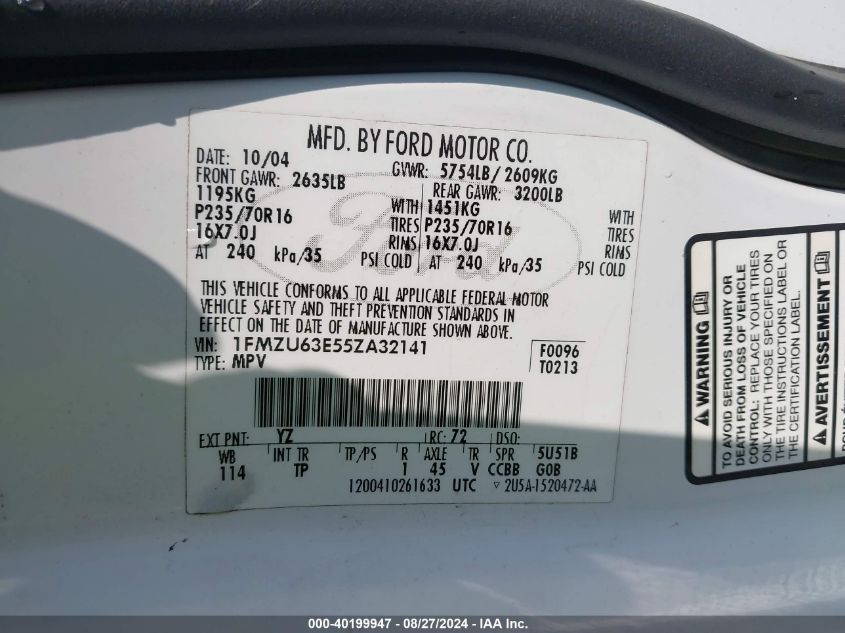 MFD. BY FORD MOTOR CO.
DATE: 10/04 GVWR: 5754LB/2609KG
FRONT GAWR: 2635LB REAR GAWR: 3200LB
1195KG WITH 1451KG WITH
P235/70R16 TIRES P235/70R16 TIRES
16X7.0J RIMS 16X7.0J RIMS
AT 240 kPa/35 PSI COLD AT 240 kPa/35 PSI COLD
Ford
THIS VEHICLE CONFORMS TO ALL APPLICABLE FEDERAL MOTOR
VEHICLE SAFETY AND THEFT PREVENTION STANDARDS IN
EFFECT ON THE DATE OF MANUFACTURE SHOWN ABOVE.
VIN: 1FMZU63E55ZA32141 F0096
TYPE: MPV T0213
EXT PNT: YZ RC: 72 DSO:
WB INT TR TP/PS R AXLE TR SPR 5U51B
114 TP 1 45 V CCBB G0B
1200410261633 UTC ▽ 2U5A-1520472-AA
WARNING
TO AVOID SERIOUS INJURY OR
DEATH FROM LOSS OF VEHICLE
CONTROL: REPLACE YOUR TIRES
ONLY WITH THOSE SPECIFIED ON
THE TIRE INSTRUCTIONS LABEL OR
THE CERTIFICATION LABEL.
AVERTISSEMENT
000-40199947 - 08/27/2024 - IAA Inc.